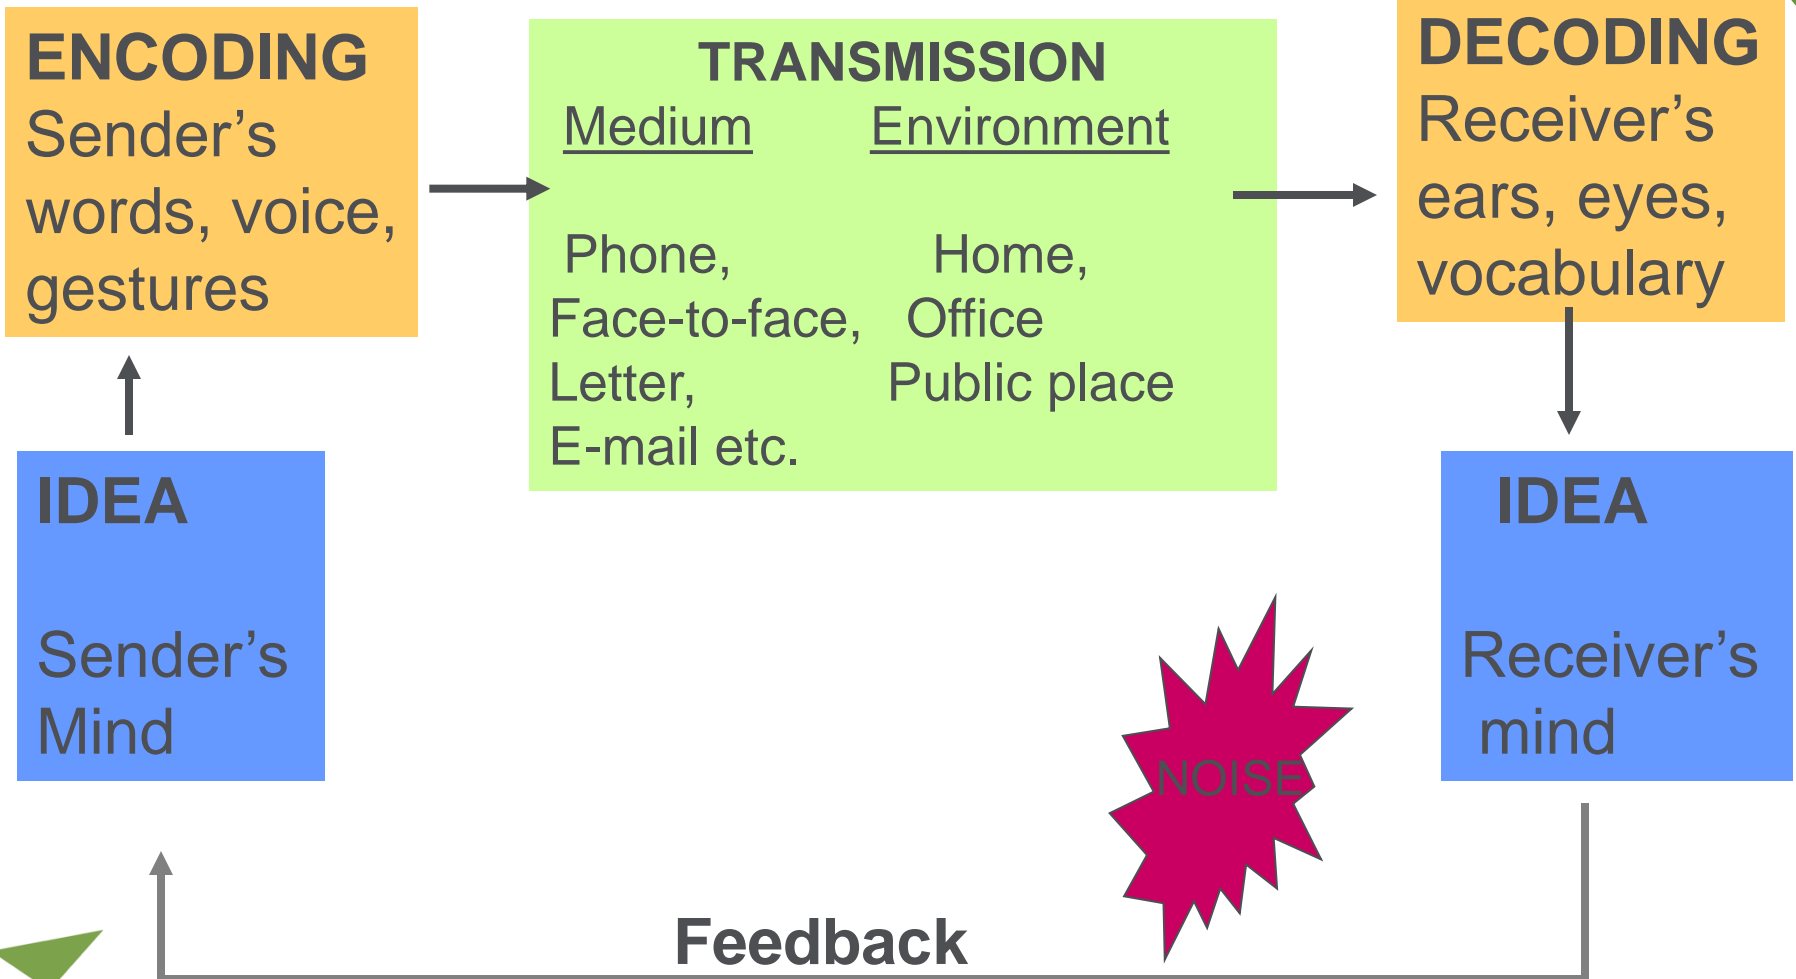 ENCODING
Sender’s
words, voice,
gestures
TRANSMISSION
Medium Environment
Phone, Home,
Face-to-face, Office
Letter, Public place
E-mail etc.
DECODING
Receiver’s
ears, eyes,
vocabulary
IDEA
Sender’s
Mind
IDEA
Receiver’s
mind
NOISE
Feedback